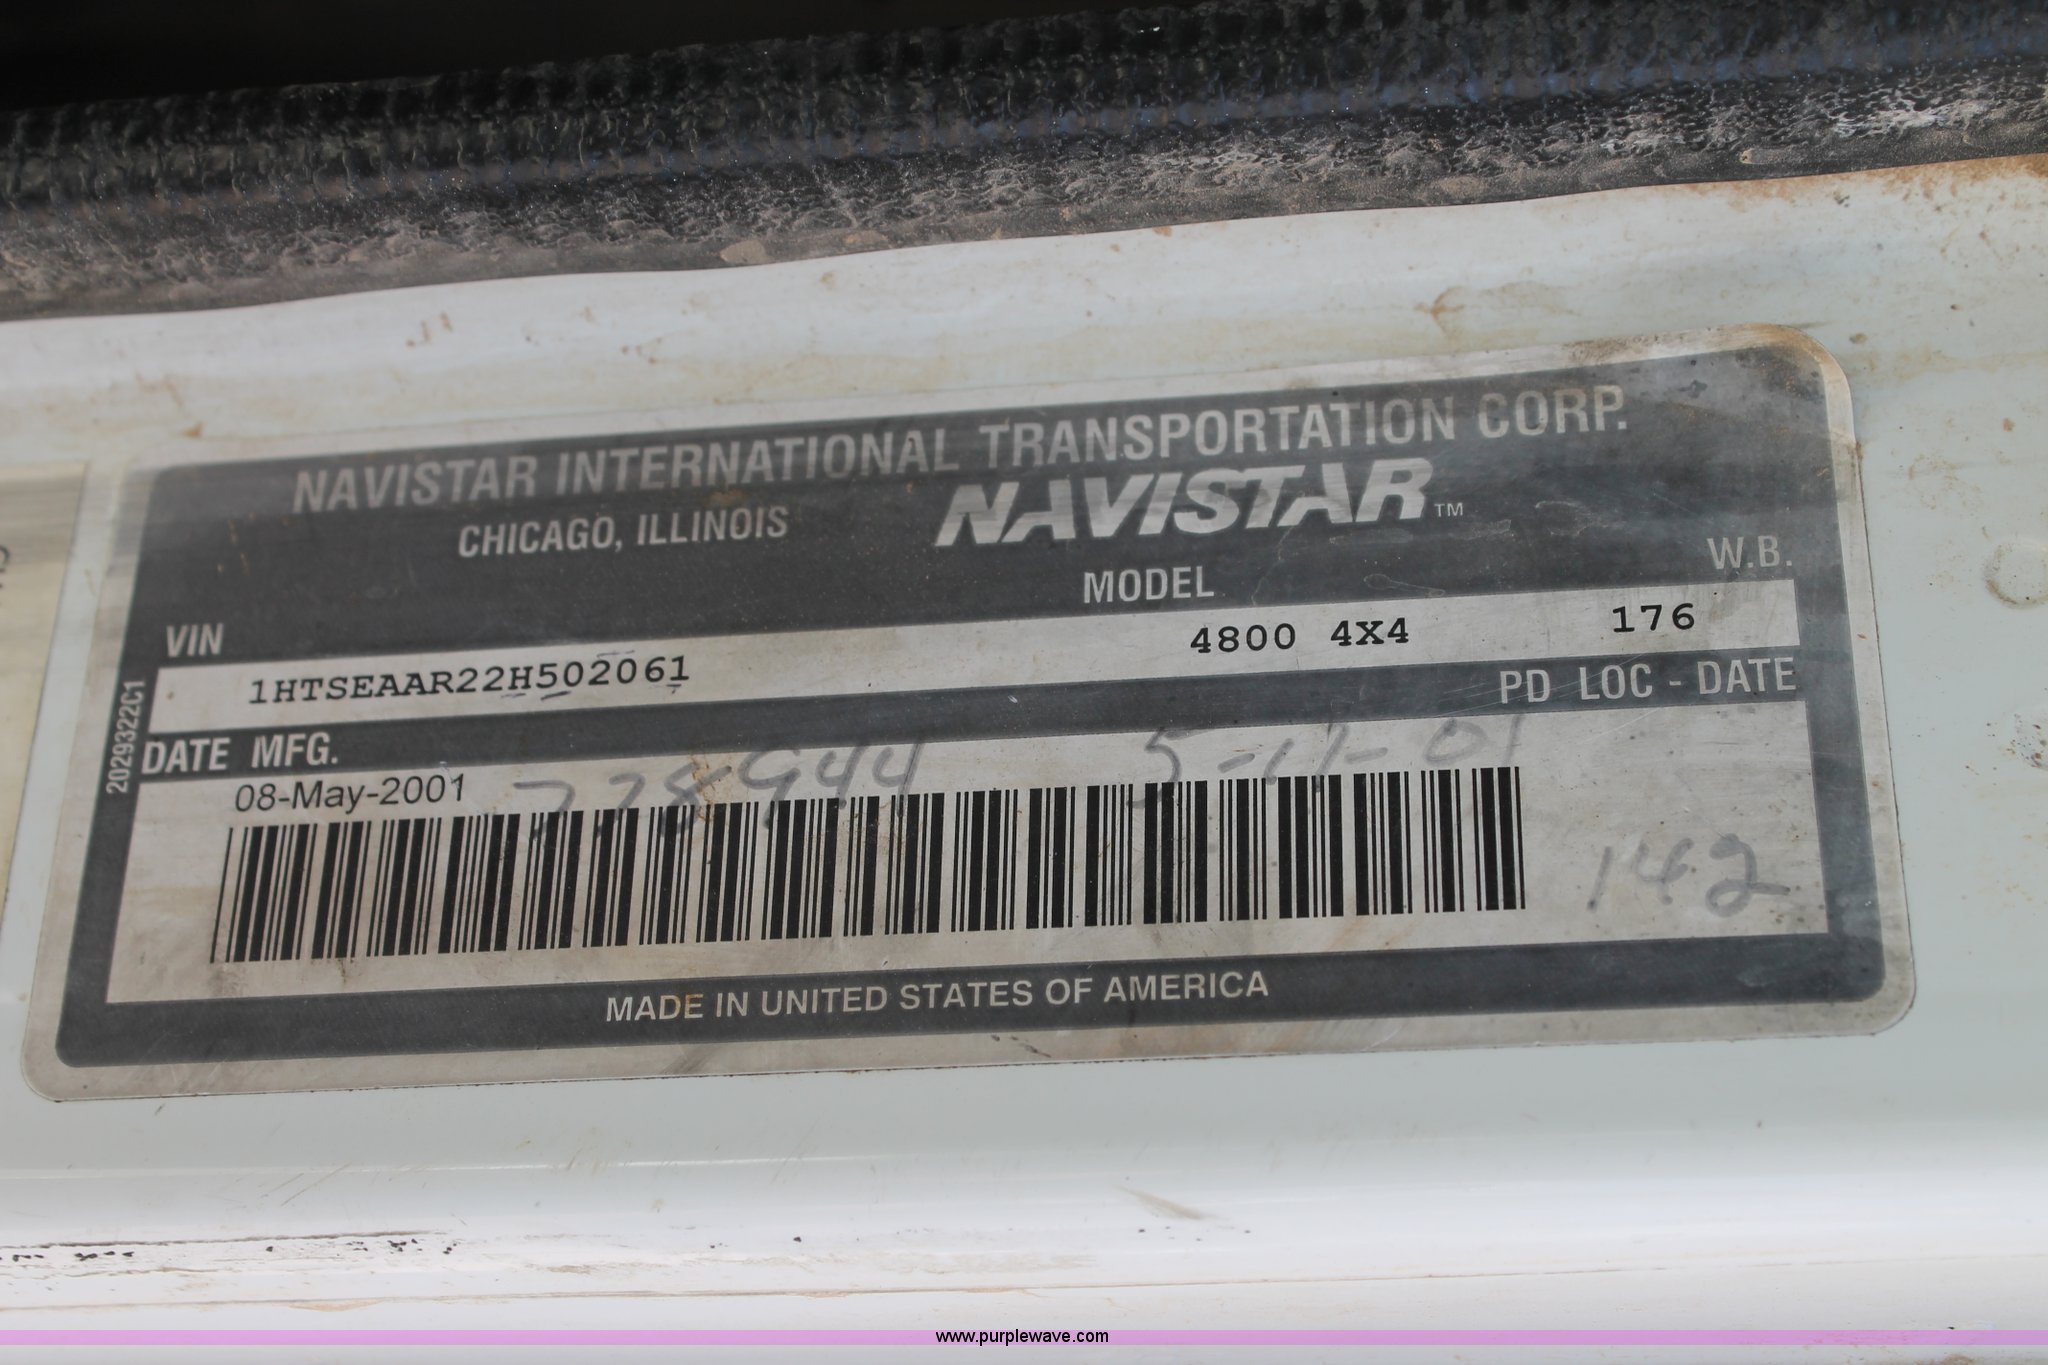 NAVISTAR INTERNATIONAL TRANSPORTATION CORP.
CHICAGO, ILLINOIS NAVISTAR™
MODEL W.B.
VIN
1HTSEAAR22H502061 4800 4X4 176
PD LOC - DATE
DATE MFG.
08-May-2001 778944 5-11-01
142
2029322C1
MADE IN UNITED STATES OF AMERICA
www.purplewave.com